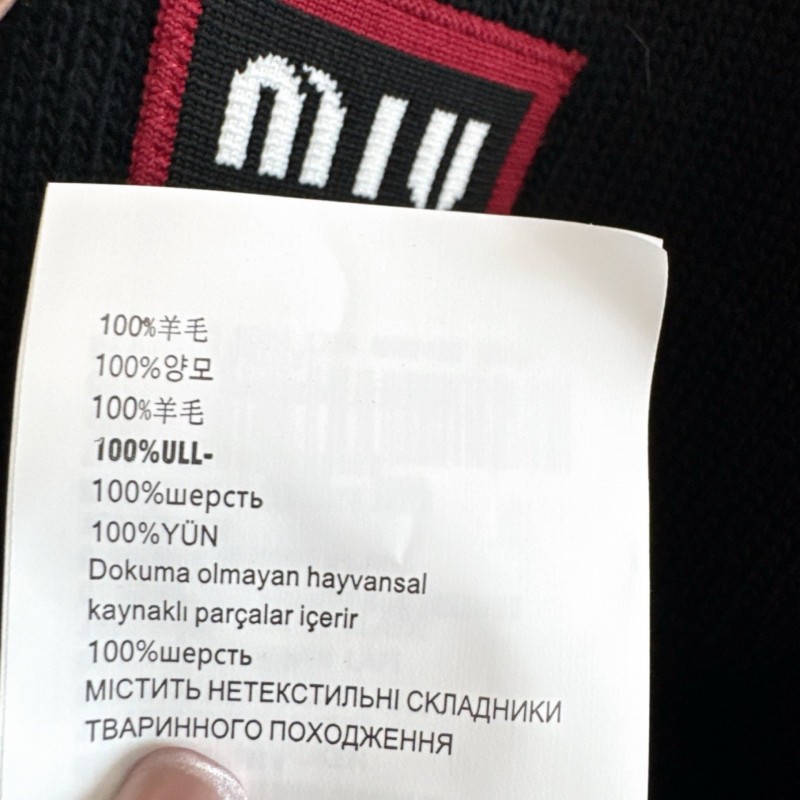 MIU
100%羊毛
100%양모
100%羊毛
100%ULL-
100%шерсть
100%YÜN
Dokuma olmayan hayvansal
kaynaklı parçalar içerir
100%шерсть
МІСТИТЬ НЕТЕКСТИЛЬНІ СКЛАДНИКИ
ТВАРИННОГО ПОХОДЖЕННЯ